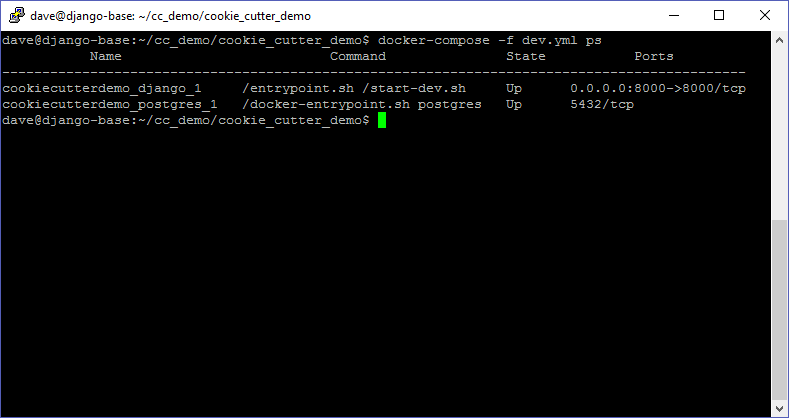 dave@django-base: ~/cc_demo/cookie_cutter_demo
dave@django-base:~/cc_demo/cookie_cutter_demo$ docker-compose -f dev.yml ps
Name Command State Ports
---------------------------------------------------------------------------------------------
cookiecutterdemo_django_1 /entrypoint.sh /start-dev.sh Up 0.0.0.0:8000->8000/tcp
cookiecutterdemo_postgres_1 /docker-entrypoint.sh postgres Up 5432/tcp
dave@django-base:~/cc_demo/cookie_cutter_demo$